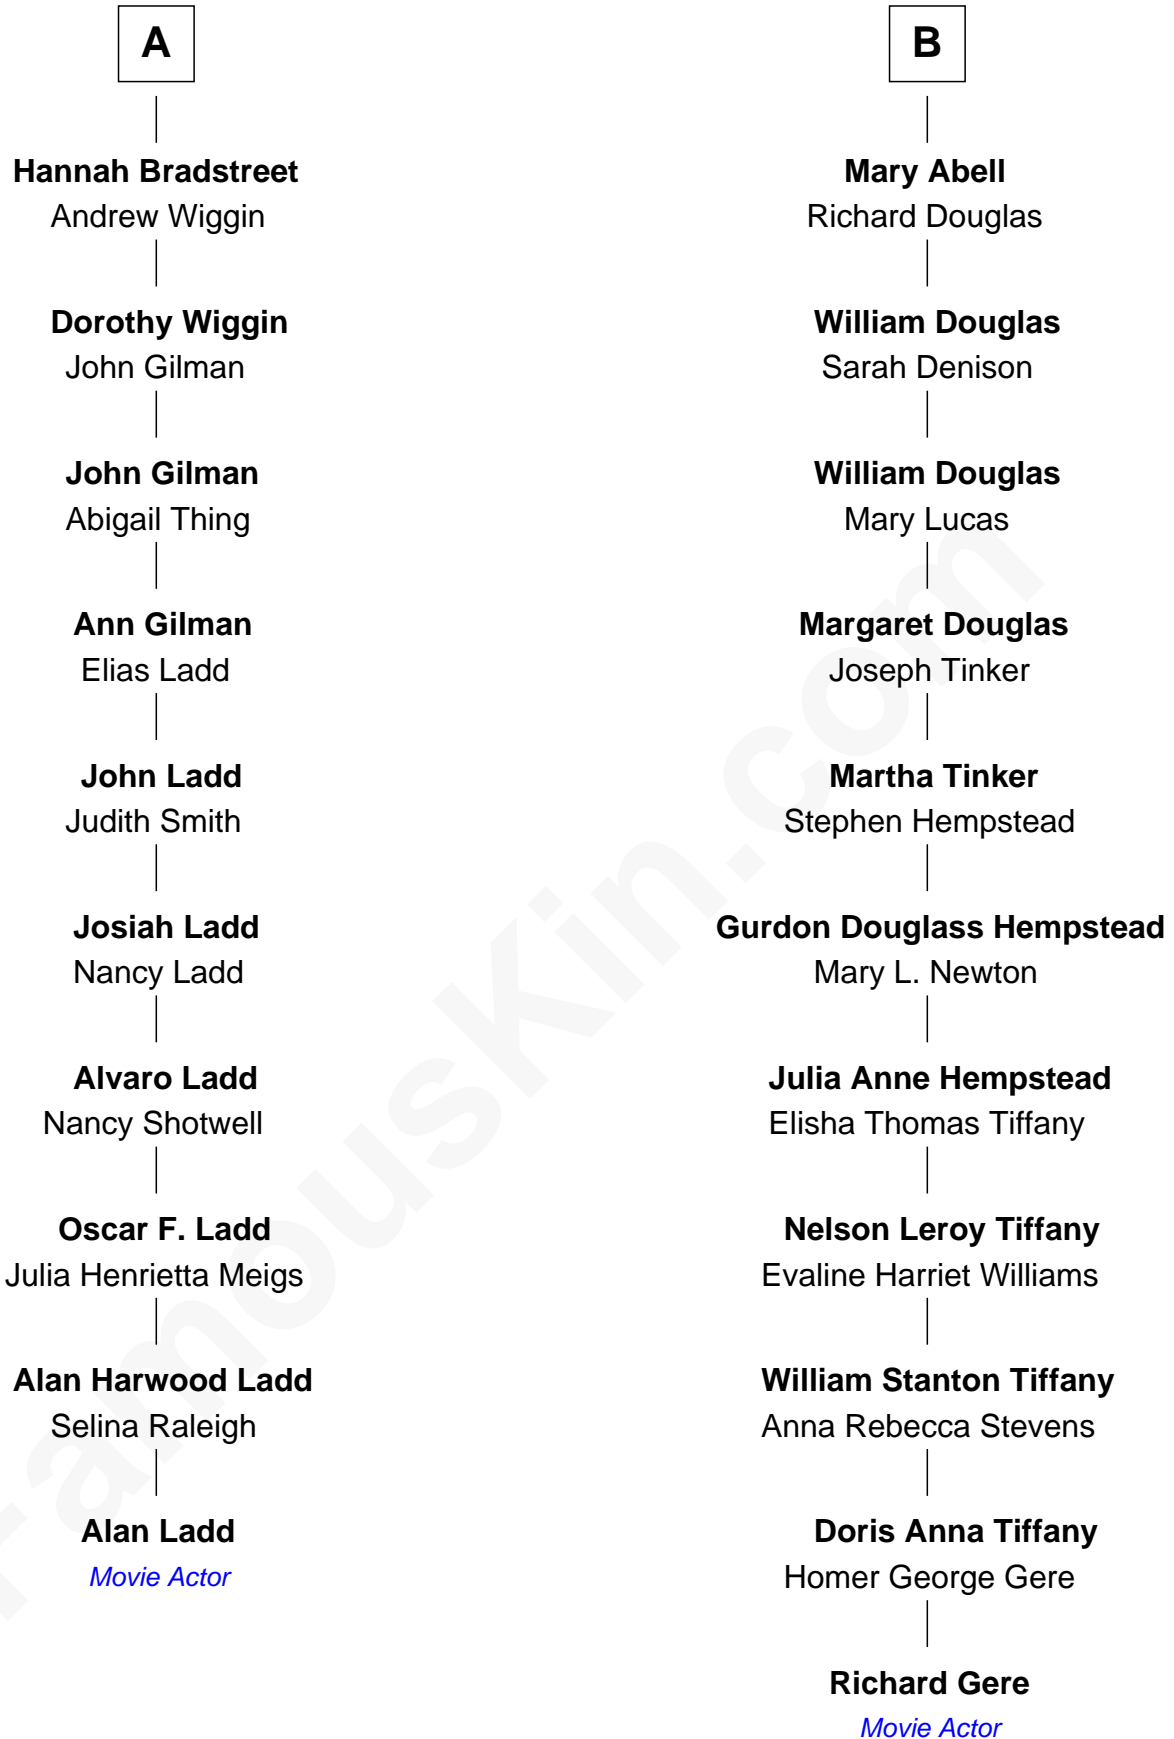 A
Hannah Bradstreet
Andrew Wiggin
Dorothy Wiggin
John Gilman
John Gilman
Abigail Thing
Ann Gilman
Elias Ladd
John Ladd
Judith Smith
Josiah Ladd
Nancy Ladd
Alvaro Ladd
Nancy Shotwell
Oscar F. Ladd
Julia Henrietta Meigs
Alan Harwood Ladd
Selina Raleigh
Alan Ladd
Movie Actor
B
Mary Abell
Richard Douglas
William Douglas
Sarah Denison
William Douglas
Mary Lucas
Margaret Douglas
Joseph Tinker
Martha Tinker
Stephen Hempstead
Gurdon Douglass Hempstead
Mary L. Newton
Julia Anne Hempstead
Elisha Thomas Tiffany
Nelson Leroy Tiffany
Evaline Harriet Williams
William Stanton Tiffany
Anna Rebecca Stevens
Doris Anna Tiffany
Homer George Gere
Richard Gere
Movie Actor
FamousKin.com